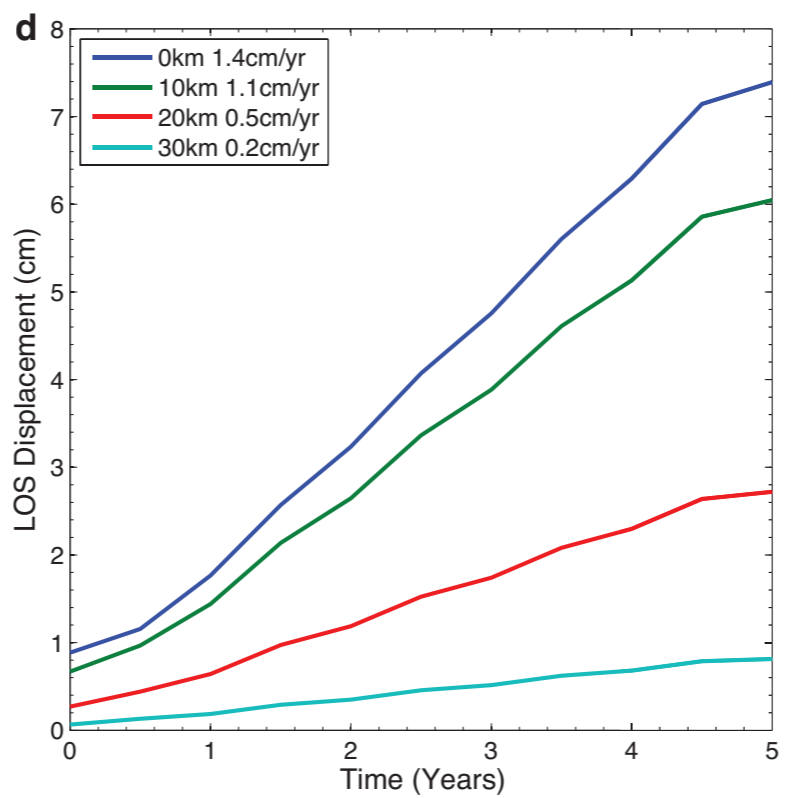 d
0km 1.4cm/yr
10km 1.1cm/yr
20km 0.5cm/yr
30km 0.2cm/yr
LOS Displacement (cm)
8
7
6
5
4
3
2
1
0
0 1 2 3 4 5
Time (Years)